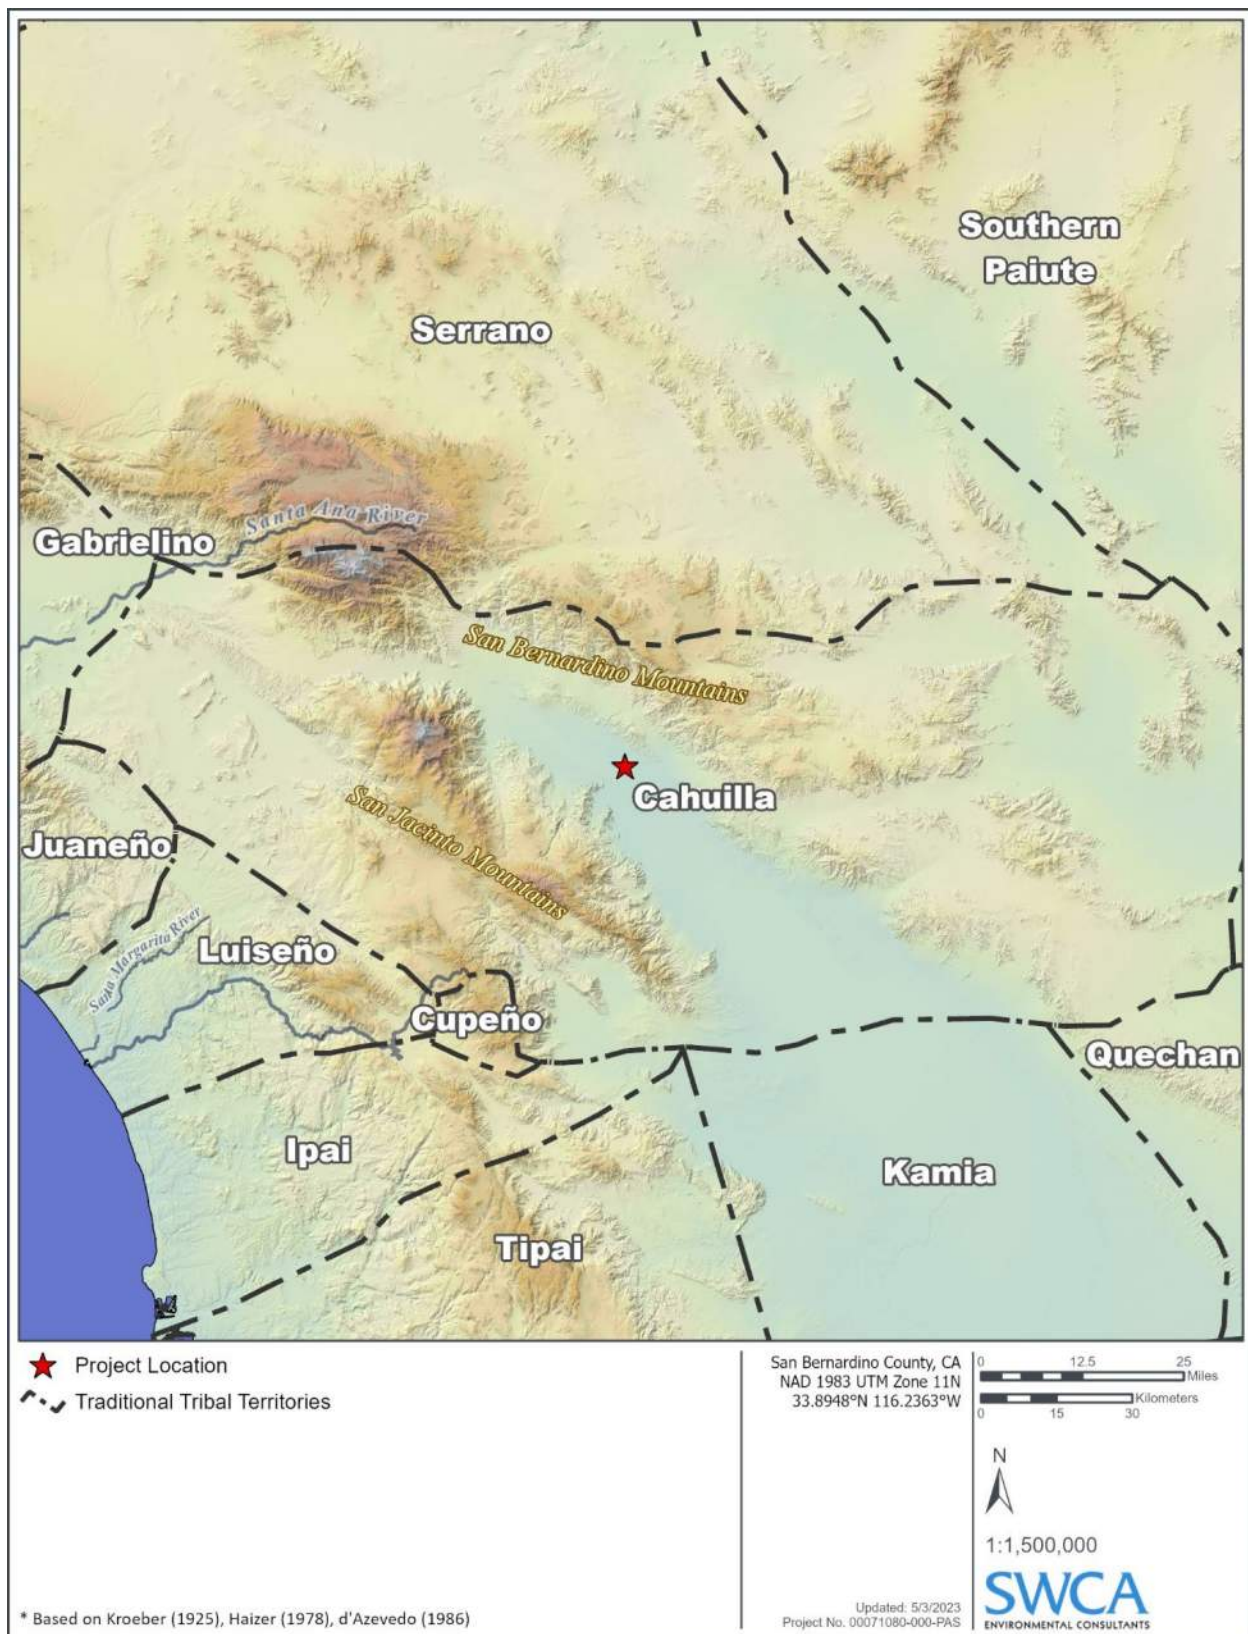 Southern
Paiute
Serrano
Santa Ana River
Gabrielino
San Bernardino Mountains
Cahuilla
San Jacinto Mountains
Juaneño
Santa Margarita River
Luiseño
Cupeño
Quechan
Ipai
Kamia
Tipai
Project Location
Traditional Tribal Territories
* Based on Kroeber (1925), Haizer (1978), d'Azevedo (1986)
San Bernardino County, CA
NAD 1983 UTM Zone 11N
33.8948°N 116.2363°W
Updated: 5/3/2023
Project No. 00071080-000-PAS
0 12.5 25
Miles
Kilometers
0 15 30
N
1:1,500,000
SWCA
ENVIRONMENTAL CONSULTANTS